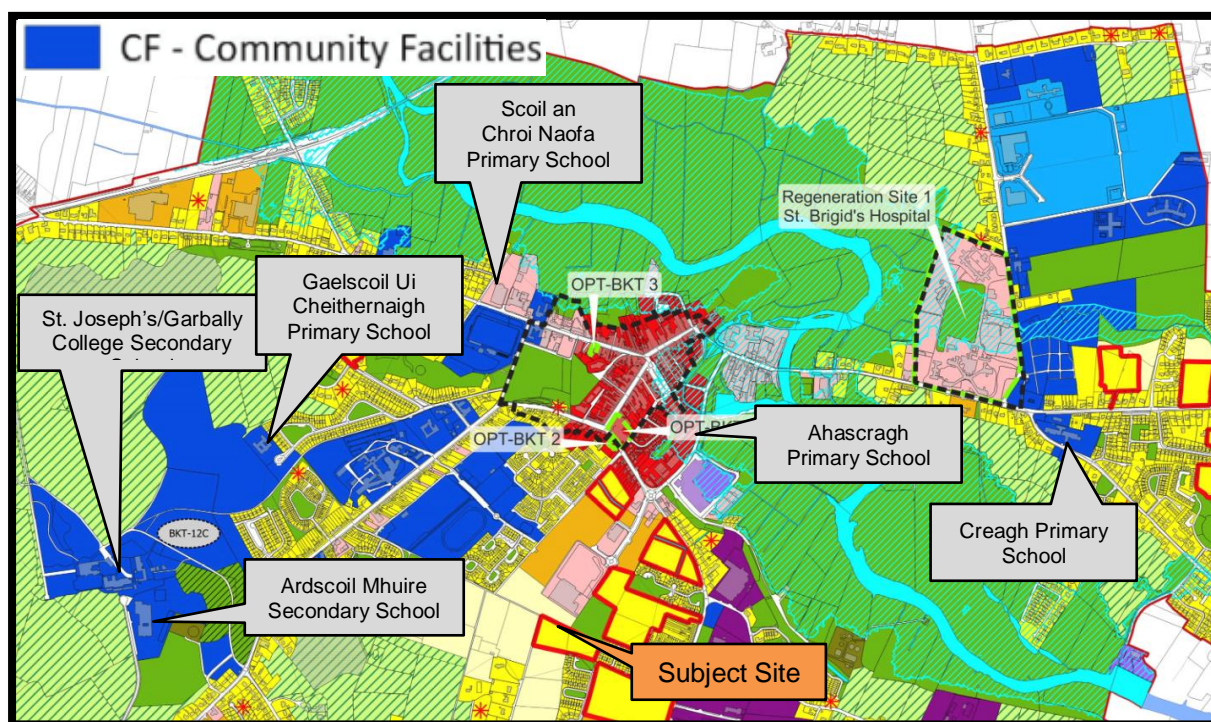 CF - Community Facilities
Scoil an
Chroi Naofa
Primary School
Regeneration Site 1
St. Brigid's Hospital
OPT-BKT 3
Gaelscoil Ui
Cheithernaigh
Primary School
St. Joseph's/Garbally
College Secondary
OPT-BKT 2
Ahascragh
Primary School
Creagh Primary
School
BKT-12C
Ardscoil Mhuire
Secondary School
Subject Site